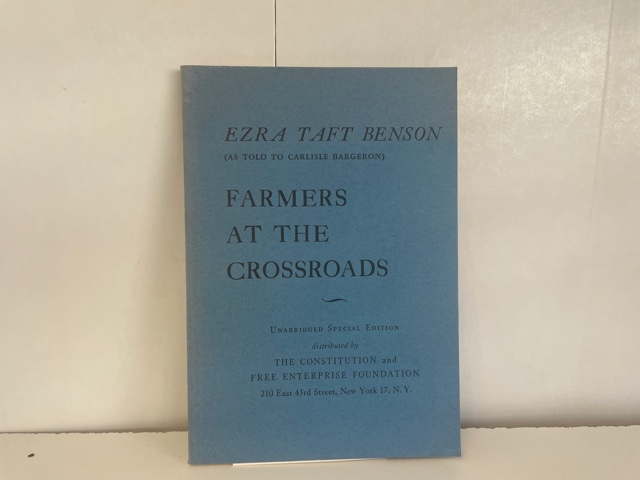 EZRA TAFT BENSON
(AS TOLD TO CARLISLE BARGERON)
FARMERS
AT THE
CROSSROADS
UNABRIDGED SPECIAL EDITION
distributed by
THE CONSTITUTION and
FREE ENTERPRISE FOUNDATION
210 East 43rd Street, New York 17, N. Y.